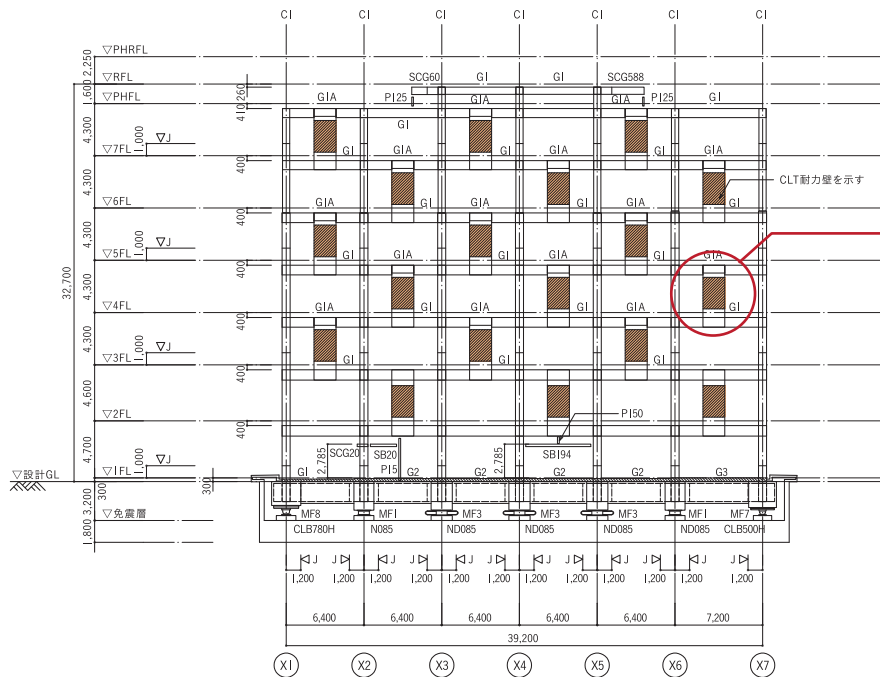 CI CI CI CI CI CI CI
▽PHRFL
2,250
▽RFL
SCG60 GI GI SCG588
600 260
▽PHFL
GIA PI25 GIA GIA PI25 GI
410
GI
4,300 1,000 ▽J
▽7FL
GI GIA GI GIA GI GIA
400
4,300
CLT耐力壁を示す
▽6FL
GIA GI GIA GI GIA GI
400
4,300 1,000 ▽J
▽5FL
GI GIA GI GIA GI GIA
400
32,700
4,300
GI GI GI
▽4FL
GIA GIA GIA
400
4,300 1,000 ▽J
▽3FL
GI GI GI
400
4,600
▽2FL
PI50
400
4,700
2,785 SCG20 SB20 PI5 2,785 SBI94
1,000 ▽J
▽設計GL ▽IFL
GI G2 G2 G2 G2 G3
300 300
3,200
▽免震層
MF8 MFI MF3 MF3 MF3 MFI MF7
CLB780H N085 ND085 ND085 ND085 ND085 CLB500H
1,800
J J J J J J J J J J J J
1,200 1,200 1,200 1,200 1,200 1,200 1,200 1,200 1,200 1,200 1,200 1,200
6,400 6,400 6,400 6,400 6,400 7,200
39,200
XI X2 X3 X4 X5 X6 X7